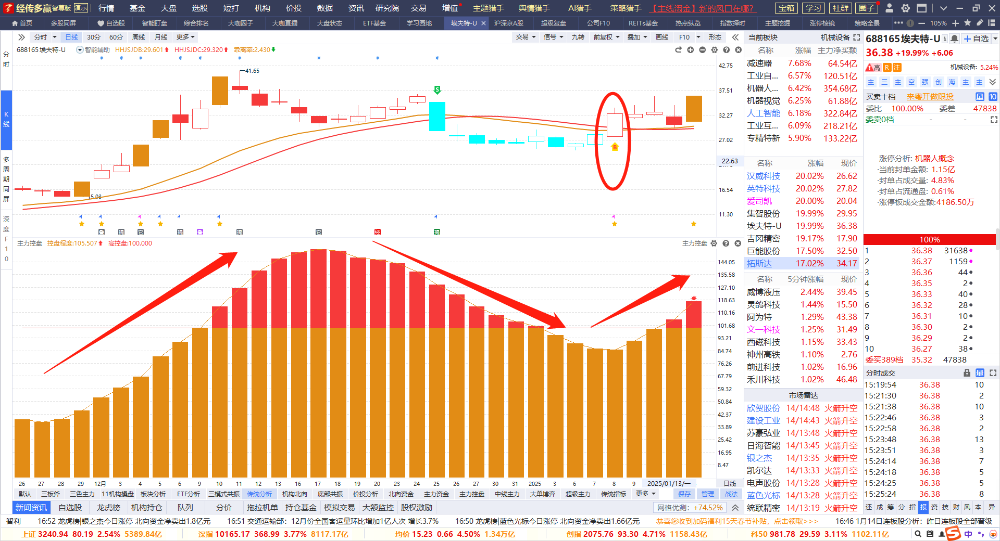 经传多赢 智尊版 演示 行情 基金 大盘 选股 短打 机构 价投 数据 资讯 研究院 交易 增值 主题猎手 舆情猎手 AI猎手 策略猎手 【主线淘金】新的风口在哪? 宝箱 学习 社群 圈子
首页 多股同屏 自选股 智能盯盘 综合排名 大咖圈子 大咖直播 大盘状态 ETF基金 学习园地 埃夫特-U 沪深京A股 超级复盘 公司F10 REITs基金 热点纵览 指数择时 主题挖掘 涨停棱镜 策略全景 105%
分时 日线 30分 60分 周线 月线 更多 交易 信号 九转 前复权 叠加 画线 F10 形态
688165 埃夫特-U 智能辅助 HHJSJDB:29.601 HHJSJDC:29.320 乖离率:2.430
分时
K线
多周期同屏
深度F10
41.65
15.03
S
B
42.75
37.51
32.27
27.02
22.63
16.54
11.30
主力控盘 控盘程度:105.507 高控盘:100.000 主力控盘
144.05
135.58
127.10
118.63
110.16
101.68
93.21
84.74
76.26
67.79
59.32
50.84
42.37
33.89
25.42
16.95
8.47
26 27 28 29 12月 3 4 5 6 9 10 11 12 13 16 17 18 19 20 23 24 25 26 27 30 31 2025 3 6 7 8 9 2025/01/13/一 日线
默认 三板斧 三色主力 11机构操盘 板块分析 ETF分析 三模式共振 传统分析 机构北向 底部共振 价投分析 北向资金 主力资金 主力控盘 中线主力 大单博弈 超级主力 传统指标 更多 保存 管理 战法
新闻资讯 自选股 龙虎榜 机构持仓 队列 分价 拖拉机单 持仓基金 模拟交易 大额监控 股权激励 网格优测: +74.52%
当前板块 机械设备
名称 涨幅 主力净买额
减速器 7.68% 64.54亿
工业自... 6.57% 120.51亿
机器人... 6.42% 354.68亿
机器视觉 6.25% 61.88亿
人工智能 6.18% 322.84亿
工业互... 6.09% 218.21亿
专精特新 5.90% 133.22亿
名称 涨幅 现价
汉威科技 20.02% 26.62
英特科技 20.02% 27.82
爱司凯 20.00% 20.04
集智股份 19.99% 29.95
埃夫特-U 19.99% 36.38
吉冈精密 19.17% 17.90
巨能股份 17.50% 32.50
拓斯达 17.02% 34.17
名称 5分钟涨幅 现价
威博液压 2.44% 39.45
灵鸽科技 1.44% 15.50
阿为特 1.29% 43.38
文一科技 1.25% 31.49
西磁科技 1.15% 33.43
神州高铁 1.10% 2.76
前进科技 1.02% 16.96
禾川科技 1.02% 46.48
市场雷达
欣贺股份 14/14:48 火箭升空
建设工业 14/14:43 火箭升空
苏豪弘业 14/13:48 火箭升空
日海智能 14/13:45 火箭升空
银之杰 14/13:35 火箭升空
凯尔达 14/13:33 火箭升空
电声股份 14/13:28 火箭升空
蓝色光标 14/13:28 火箭升空
统联精密 14/13:19 火箭升空
688165 埃夫特-U 自选
36.38 +19.99% +6.06
高 R 注 机械设备: 5.24%
主 三 主 空 强 创 海 主 主
买卖十档 来粤开做跟投 量 10
委比 100.00% 委差 47838
委卖0档 - -
涨停分析: 机器人概念
·当前封单金额: 1.15亿
·封单占成交量: 4.83%
·封单占流通盘: 0.61%
·涨停板成交金额:4186.50万
100%
1 36.38 31638
2 36.37 1159
3 36.36 44
4 36.35 2
5 36.33 40
6 36.32 28
7 36.31 10
8 36.30 2
9 36.29 2
10 36.27 38
委买389档 35.32 47838
分时成交 量
15:19:54 36.38 10
15:21:30 36.38 2
15:21:38 36.38 10
15:22:46 36.38 3
15:22:58 36.38 2
15:23:48 36.38 13
15:23:51 36.38 3
15:24:14 36.38 7
15:24:18 36.38 5
15:24:25 36.38 5
15:25:24 36.38 8
还 成 筹 分 指 报 资 技 财 风 本 异
智利 16:52 龙虎榜|银之杰今日涨停 北向资金净卖出1.8亿元 16:51 交通运输部：12月份全国客运量环比增加1亿人次 增长3.7% 16:50 龙虎榜|蓝色光标今日涨停 北向资金净卖出1.66亿元 恭喜您收到加码福利15天春节补贴，点击领取>>> 16:46 1月14日连板股分析：昨日连板股全部晋级
上证 3240.94 80.19 2.54% 5389.84亿 深指 10165.17 368.99 3.77% 8117.17亿 均价 15.23 0.66 4.50% 1.34万亿 创指 2075.76 93.30 4.71% 1158.43亿 科50 981.78 29.59 3.11% 1102.11亿 中